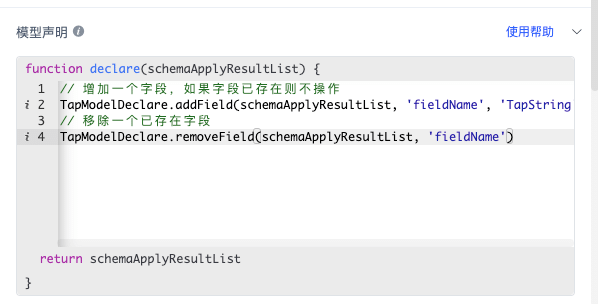 模型声明 i 使用帮助
function declare(schemaApplyResultList) {
1 // 增加一个字段，如果字段已存在则不操作
i 2 TapModelDeclare.addField(schemaApplyResultList, 'fieldName', 'TapString
3 // 移除一个已存在字段
i 4 TapModelDeclare.removeField(schemaApplyResultList, 'fieldName')
return schemaApplyResultList
}